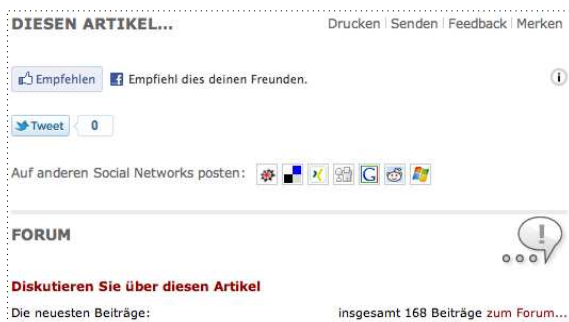 DIESEN ARTIKEL...
Drucken | Senden | Feedback | Merken
Empfehlen
Empfiehl dies deinen Freunden.
Tweet 0
Auf anderen Social Networks posten:
FORUM
Diskutieren Sie über diesen Artikel
Die neuesten Beiträge:
insgesamt 168 Beiträge zum Forum...